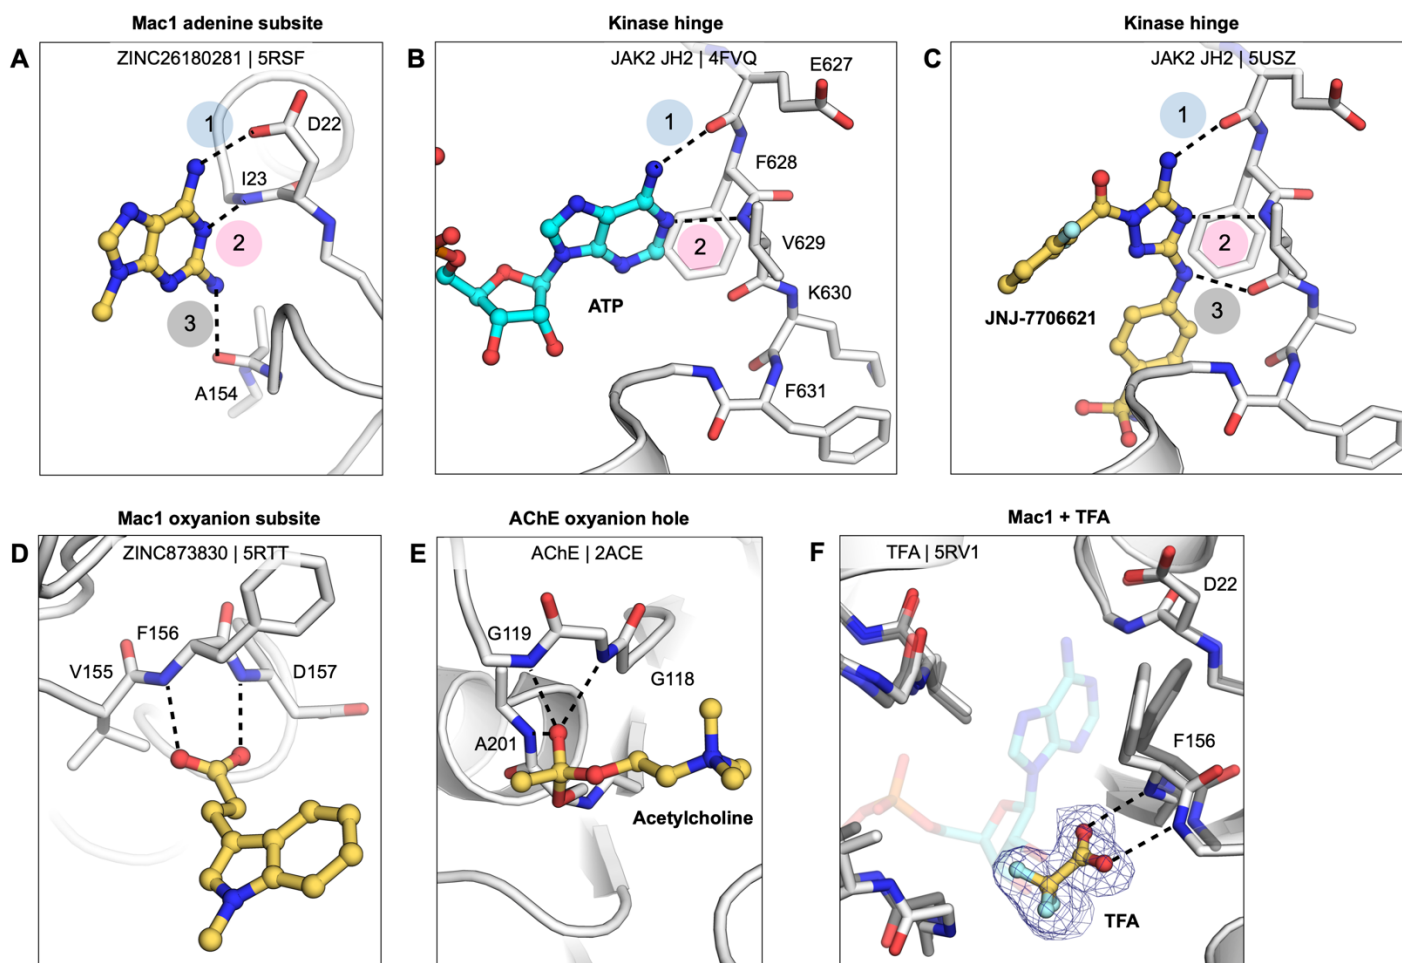 Mac1 adenine subsite
A
ZINC26180281 | 5RSF
1
D22
I23
2
3
A154
Kinase hinge
B
JAK2 JH2 | 4FVQ
E627
1
F628
2
V629
K630
ATP
F631
Kinase hinge
C
JAK2 JH2 | 5USZ
1
2
3
JNJ-7706621
Mac1 oxyanion subsite
D
ZINC873830 | 5RTT
F156
V155
D157
AChE oxyanion hole
E
AChE | 2ACE
G119
G118
A201
Acetylcholine
Mac1 + TFA
F
TFA | 5RV1
D22
F156
TFA